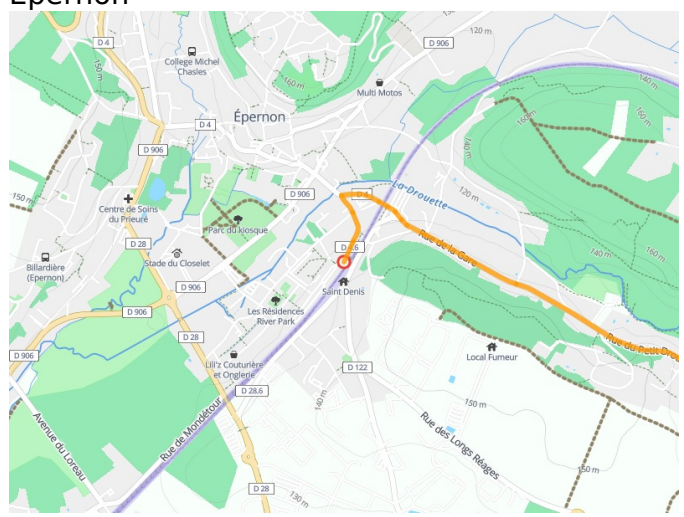 Epernon
D 4
D 906
120 m
140 m
College Michel
Chasles
150 m
160 m
Multi Motos
160 m
160 m
Épernon
D 4
140 m
D 906
120 m
La Drouette
150 m
D 906
Centre de Soins
du Prieuré
Parc du kiosque
D 28
Rue de la Gare
140 m
160 m
Stade du Closelet
Billardière
(Epernon)
D 906
Saint Denis
Les Résidences
River Park
D 906
D 28
Rue du Petit
Local Fumeur
D 906
Lili'z Couturière
et Onglerie
D 122
D 28.6
150 m
140 m
Avenue du Loreau
Rue de Mondétour
Rue des Longs Réages
150 m
D 28
130 m